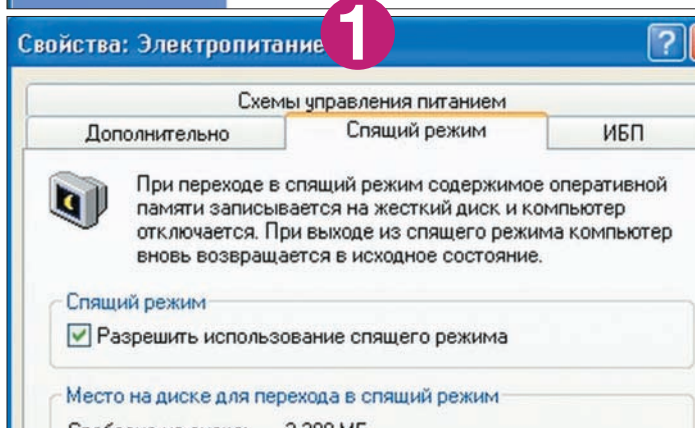 Свойства: Электропитание
1
Схемы управления питанием
Дополнительно Спящий режим ИБП
При переходе в спящий режим содержимое оперативной
памяти записывается на жесткий диск и компьютер
отключается. При выходе из спящего режима компьютер
вновь возвращается в исходное состояние.
Спящий режим
Разрешить использование спящего режима
Место на диске для перехода в спящий режим